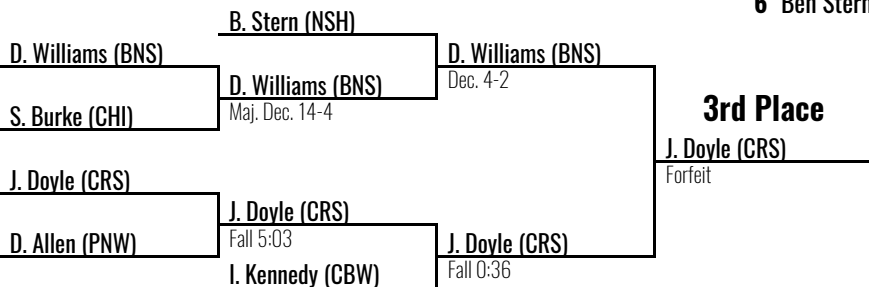 6 Ben Stern
B. Stern (NSH)
D. Williams (BNS)
D. Williams (BNS)
Dec. 4-2
D. Williams (BNS)
Maj. Dec. 14-4
S. Burke (CHI)
3rd Place
J. Doyle (CRS)
Forfeit
J. Doyle (CRS)
J. Doyle (CRS)
Fall 5:03
D. Allen (PNW)
J. Doyle (CRS)
Fall 0:36
I. Kennedy (CBW)